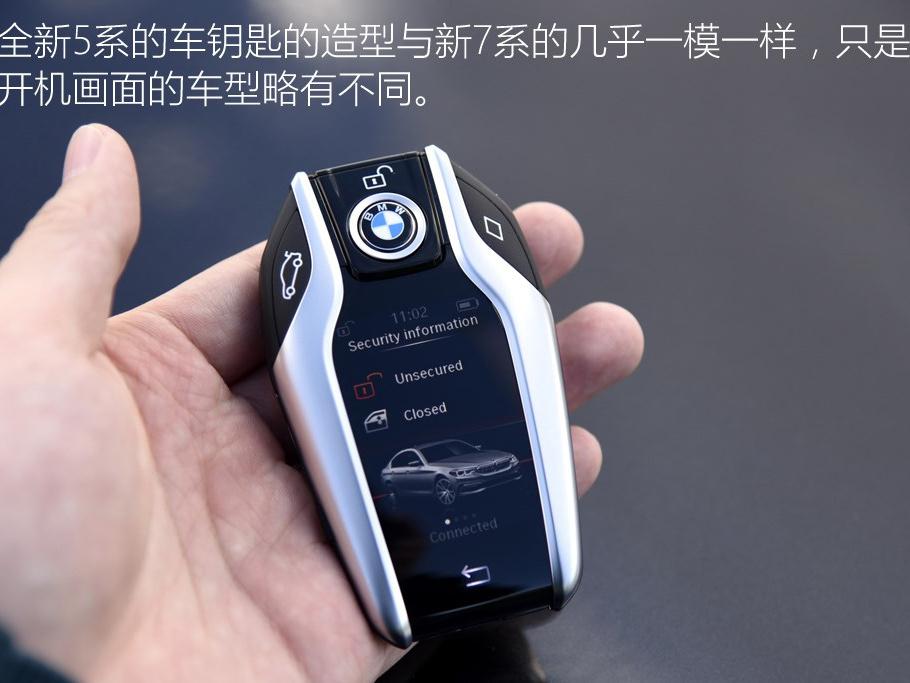 全新5系的车钥匙的造型与新7系的几乎一模一样，只是
开机画面的车型略有不同。
BMW
11:02
Security information
Unsecured
Closed
Connected